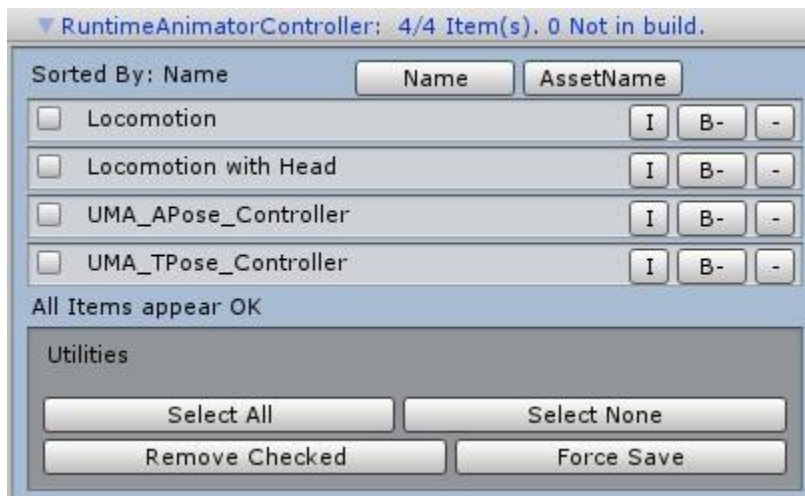 ▼ RuntimeAnimatorController: 4/4 Item(s). 0 Not in build.
Sorted By: Name Name AssetName
Locomotion I B- -
Locomotion with Head I B- -
UMA_APose_Controller I B- -
UMA_TPose_Controller I B- -
All Items appear OK
Utilities
Select All Select None
Remove Checked Force Save